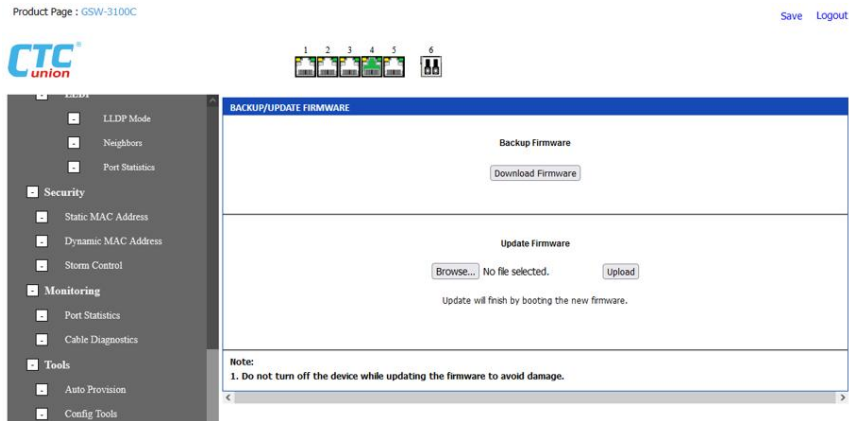 Product Page : GSW-3100C
Save Logout
CTC
union
1 2 3 4 5 6
LLDP Mode
Neighbors
Port Statistics
Security
Static MAC Address
Dynamic MAC Address
Storm Control
Monitoring
Port Statistics
Cable Diagnostics
Tools
Auto Provision
Config Tools
BACKUP/UPDATE FIRMWARE
Backup Firmware
Download Firmware
Update Firmware
Browse... No file selected. Upload
Update will finish by booting the new firmware.
Note:
1. Do not turn off the device while updating the firmware to avoid damage.